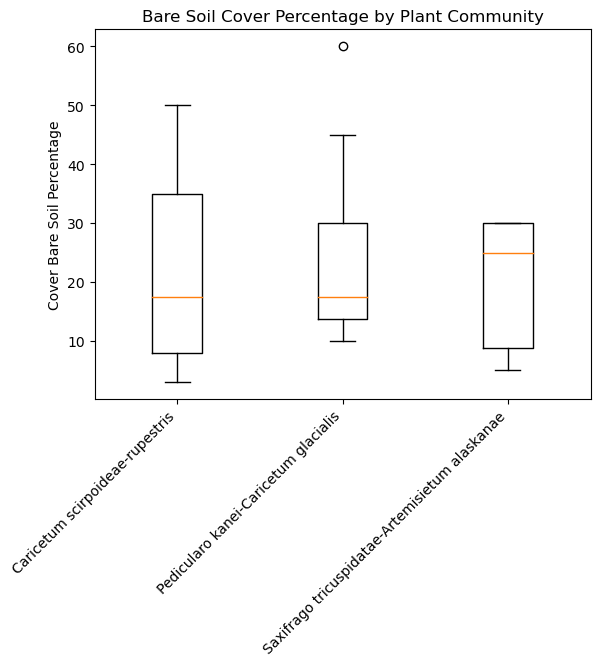 Bare Soil Cover Percentage by Plant Community
Cover Bare Soil Percentage
60
50
40
30
20
10
Caricetum scirpoideae-rupestris
Pedicularo kanei-Caricetum glacialis
Saxifrago tricuspidatae-Artemisietum alaskanae